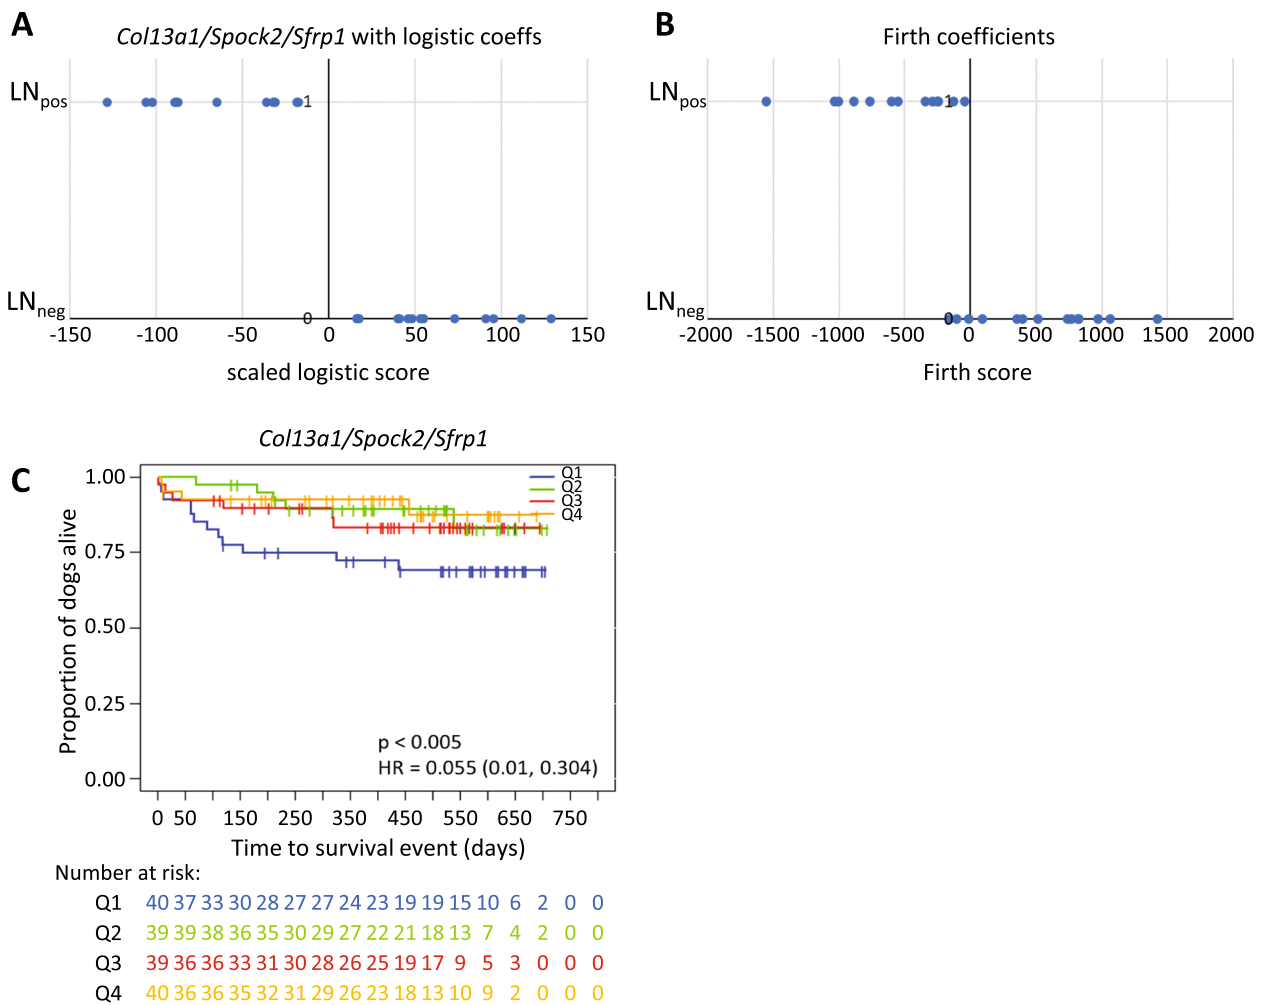 A
Col13a1/Spock2/Sfrp1 with logistic coeffs
LNpos
1
LNneg
0
-150 -100 -50 0 50 100 150
scaled logistic score
B
Firth coefficients
LNpos
1
LNneg
0
-2000 -1500 -1000 -500 0 500 1000 1500 2000
Firth score
C
Col13a1/Spock2/Sfrp1
Proportion of dogs alive
1.00
0.75
0.50
0.25
0.00
Q1
Q2
Q3
Q4
p < 0.005
HR = 0.055 (0.01, 0.304)
0 50 150 250 350 450 550 650 750
Time to survival event (days)
Number at risk:
Q1 40 37 33 30 28 27 27 24 23 19 19 15 10 6 2 0 0
Q2 39 39 38 36 35 30 29 27 22 21 18 13 7 4 2 0 0
Q3 39 36 36 33 31 30 28 26 25 19 17 9 5 3 0 0 0
Q4 40 36 36 35 32 31 29 26 23 18 13 10 9 2 0 0 0